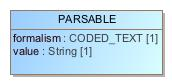 PARSABLE
formalism : CODED_TEXT [1]
value : String [1]